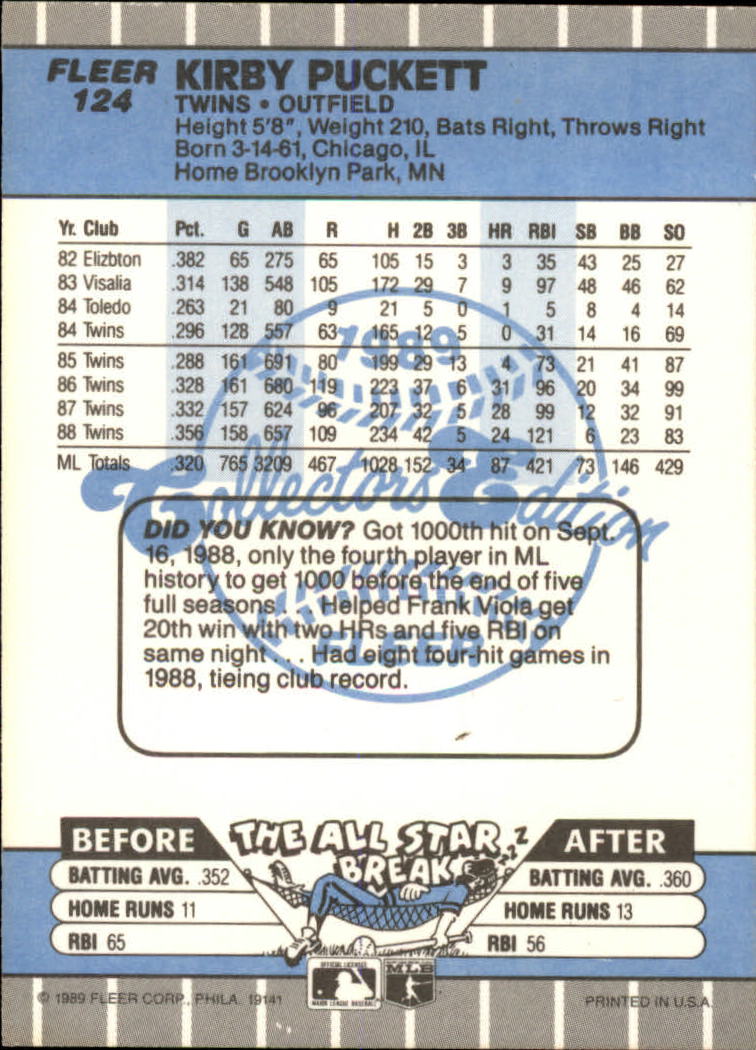 FLEER KIRBY PUCKETT
124 TWINS • OUTFIELD
Height 5'8", Weight 210, Bats Right, Throws Right
Born 3-14-61, Chicago, IL
Home Brooklyn Park, MN
Yr. Club Pct. G AB R H 2B 3B HR RBI SB BB SO
82 Elizbton .382 65 275 65 105 15 3 3 35 43 25 27
83 Visalia .314 138 548 105 172 29 7 9 97 48 46 62
84 Toledo .263 21 80 9 21 5 0 1 5 8 4 14
84 Twins .296 128 557 63 165 12 5 0 31 14 16 69
85 Twins .288 161 691 80 199 29 13 4 73 21 41 87
86 Twins .328 161 680 119 223 37 6 31 96 20 34 99
87 Twins .332 157 624 96 207 32 5 28 99 12 32 91
88 Twins .356 158 657 109 234 42 5 24 121 6 23 83
ML Totals .320 765 3209 467 1028 152 34 87 421 73 146 429
1989
Collectors Edition
FLEER
DID YOU KNOW? Got 1000th hit on Sept.
16, 1988, only the fourth player in ML
history to get 1000 before the end of five
full seasons . . . Helped Frank Viola get
20th win with two HRs and five RBI on
same night . . . Had eight four-hit games in
1988, tieing club record.
THE ALL STAR
BREAK
ZZZ
BEFORE
BATTING AVG. .352
HOME RUNS 11
RBI 65
AFTER
BATTING AVG. .360
HOME RUNS 13
RBI 56
OFFICIAL LICENSEE
MAJOR LEAGUE BASEBALL
MLB
© 1989 FLEER CORP., PHILA. 19141
PRINTED IN U.S.A.